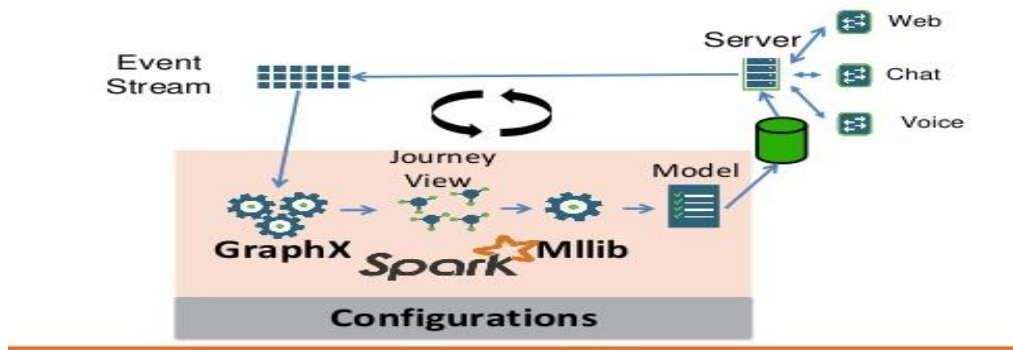 Web
Server
Event
Stream
Chat
Voice
Journey
View
Model
GraphX
Spark
Mllib
Configurations